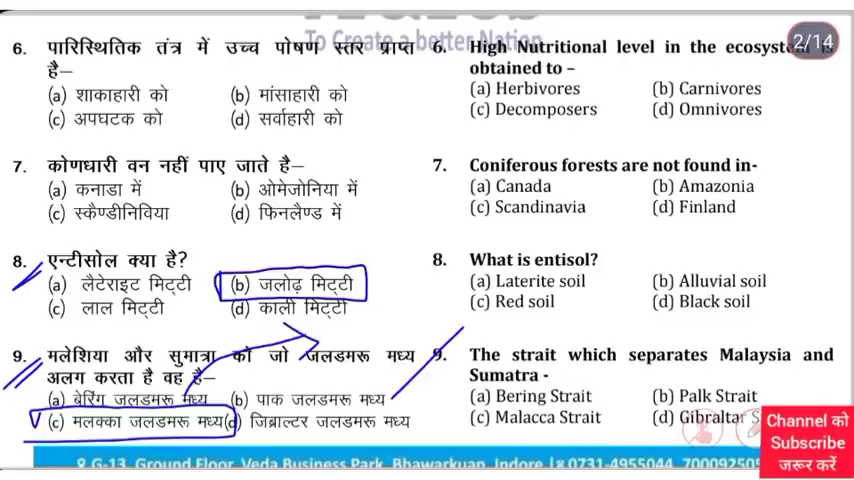 To Create a better Nation
2/14
6. पारिस्थितिक तंत्र में उच्च पोषण स्तर प्राप्त
है–
(a) शाकाहारी को (b) मांसाहारी को
(c) अपघटक को (d) सर्वाहारी को
7. कोणधारी वन नहीं पाए जाते है–
(a) कनाडा में (b) ओमेजोनिया में
(c) स्कैण्डीनिविया (d) फिनलैण्ड में
8. एन्टीसोल क्या है?
(a) लैटेराइट मिट्टी (b) जलोढ़ मिट्टी
(c) लाल मिट्टी (d) काली मिट्टी
9. मलेशिया और सुमात्रा को जो जलडमरू मध्य
अलग करता है वह है–
(a) बेरिंग जलडमरू मध्य (b) पाक जलडमरू मध्य
(c) मलक्का जलडमरू मध्य (d) जिब्राल्टर जलडमरू मध्य
6. High Nutritional level in the ecosystem is
obtained to –
(a) Herbivores (b) Carnivores
(c) Decomposers (d) Omnivores
7. Coniferous forests are not found in-
(a) Canada (b) Amazonia
(c) Scandinavia (d) Finland
8. What is entisol?
(a) Laterite soil (b) Alluvial soil
(c) Red soil (d) Black soil
9. The strait which separates Malaysia and
Sumatra -
(a) Bering Strait (b) Palk Strait
(c) Malacca Strait (d) Gibraltar S
Channel को
Subscribe
जरूर करें
G-13, Ground Floor, Veda Business Park, Bhawarkuan, Indore 0731-4955044, 700092505